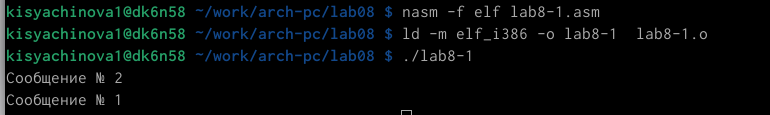 kisyachinova1@dk6n58 ~/work/arch-pc/lab08 $ nasm -f elf lab8-1.asm
kisyachinova1@dk6n58 ~/work/arch-pc/lab08 $ ld -m elf_i386 -o lab8-1  lab8-1.o
kisyachinova1@dk6n58 ~/work/arch-pc/lab08 $ ./lab8-1
Сообщение № 2
Сообщение № 1